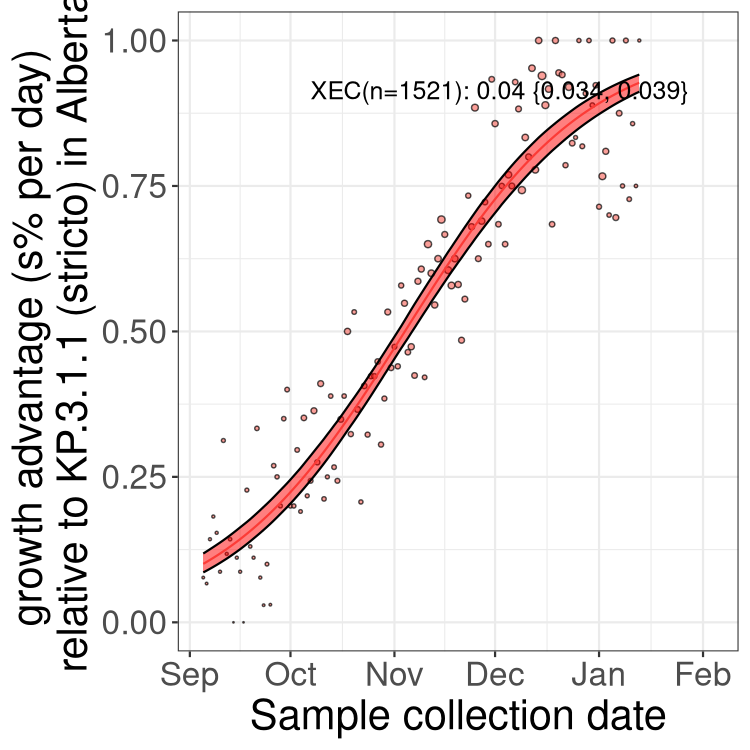 growth advantage (s% per day)
relative to KP.3.1.1 (stricto) in Alberta
1.00
0.75
0.50
0.25
0.00
XEC(n=1521): 0.04 {0.034, 0.039}
Sep Oct Nov Dec Jan Feb
Sample collection date